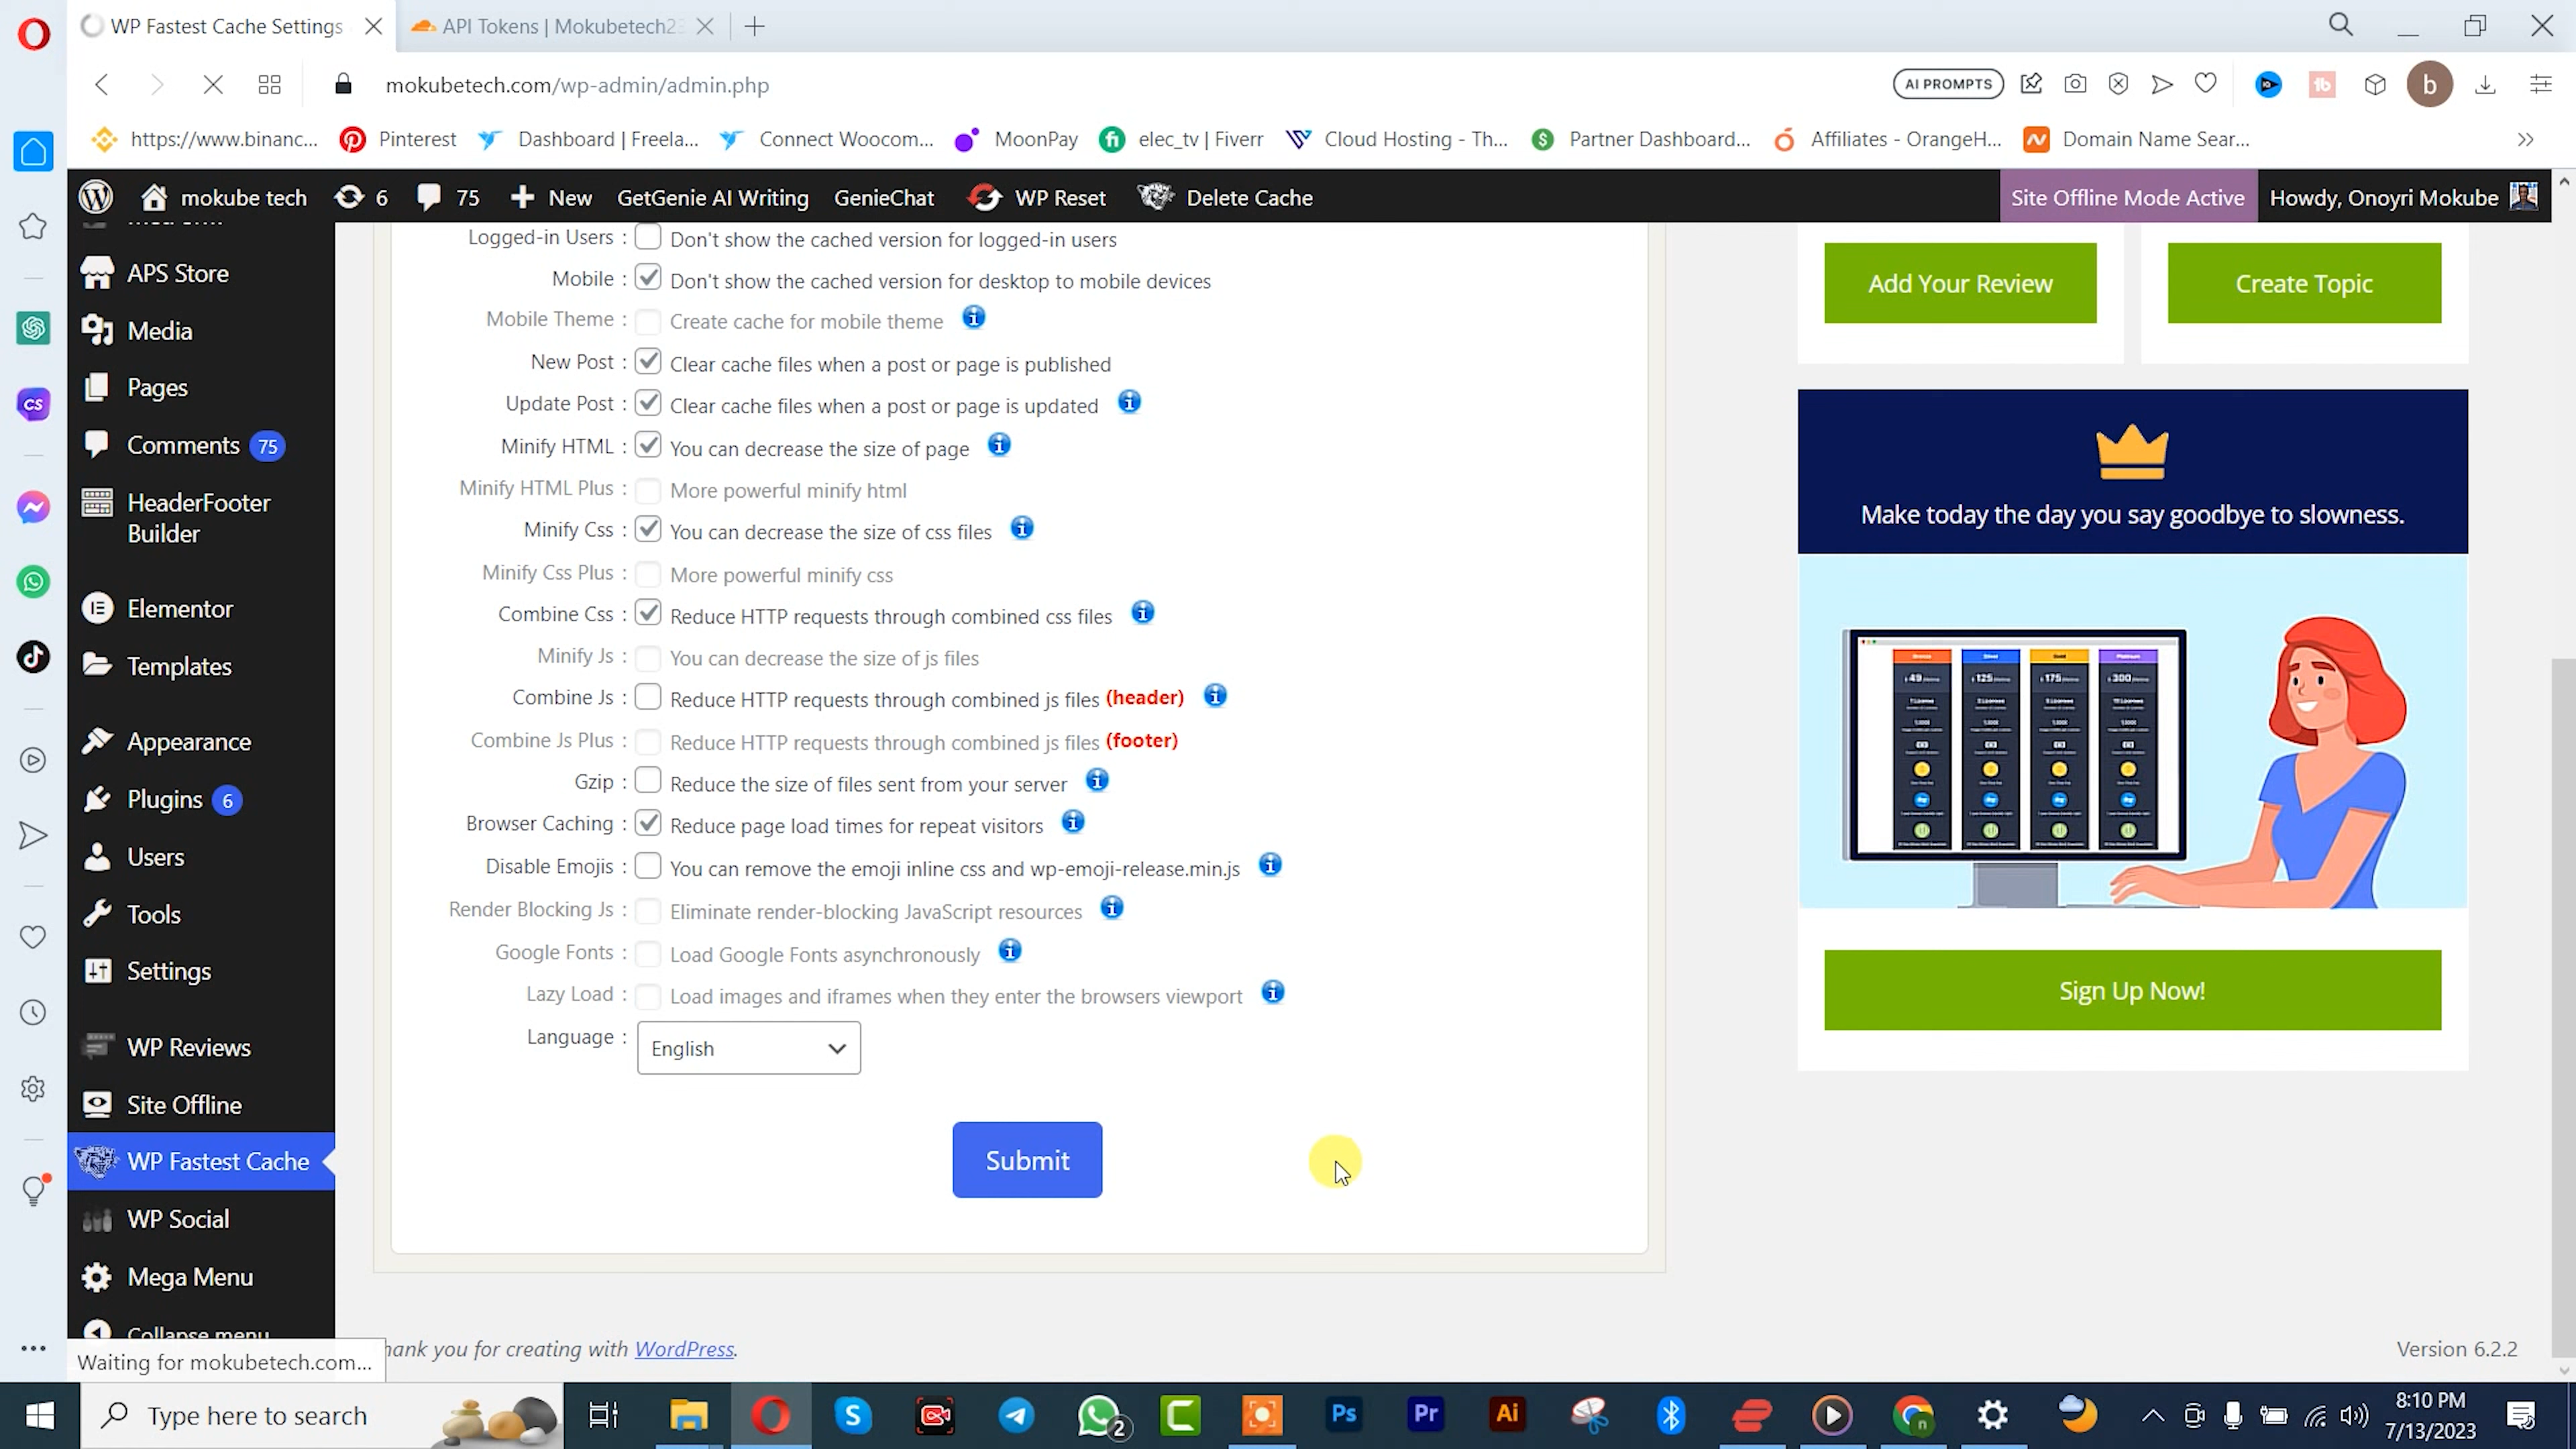 WP Fastest Cache Settings
API Tokens | Mokubetech23
mokubetech.com/wp-admin/admin.php
AI PROMPTS
b
https://www.binanc...
Pinterest
Dashboard | Freela...
Connect Woocom...
MoonPay
elec_tv | Fiverr
Cloud Hosting - Th...
Partner Dashboard...
Affiliates - OrangeH...
Domain Name Sear...
mokube tech
6
75
New
GetGenie AI Writing
GenieChat
WP Reset
Delete Cache
Site Offline Mode Active
Howdy, Onoyri Mokube
APS Store
Media
Pages
Comments 75
HeaderFooter
Builder
Elementor
Templates
Appearance
Plugins 6
Users
Tools
Settings
WP Reviews
Site Offline
WP Fastest Cache
WP Social
Mega Menu
Collapse menu
Waiting for mokubetech.com...
Logged-in Users : Don't show the cached version for logged-in users
Mobile : Don't show the cached version for desktop to mobile devices
Mobile Theme : Create cache for mobile theme
New Post : Clear cache files when a post or page is published
Update Post : Clear cache files when a post or page is updated
Minify HTML : You can decrease the size of page
Minify HTML Plus : More powerful minify html
Minify Css : You can decrease the size of css files
Minify Css Plus : More powerful minify css
Combine Css : Reduce HTTP requests through combined css files
Minify Js : You can decrease the size of js files
Combine Js : Reduce HTTP requests through combined js files (header)
Combine Js Plus : Reduce HTTP requests through combined js files (footer)
Gzip : Reduce the size of files sent from your server
Browser Caching : Reduce page load times for repeat visitors
Disable Emojis : You can remove the emoji inline css and wp-emoji-release.min.js
Render Blocking Js : Eliminate render-blocking JavaScript resources
Google Fonts : Load Google Fonts asynchronously
Lazy Load : Load images and iframes when they enter the browsers viewport
Language : English
Submit
hank you for creating with WordPress.
Version 6.2.2
Add Your Review
Create Topic
Make today the day you say goodbye to slowness.
49
125
175
300
Sign Up Now!
CS
Type here to search
2
Ps
Pr
Ai
n
8:10 PM
7/13/2023